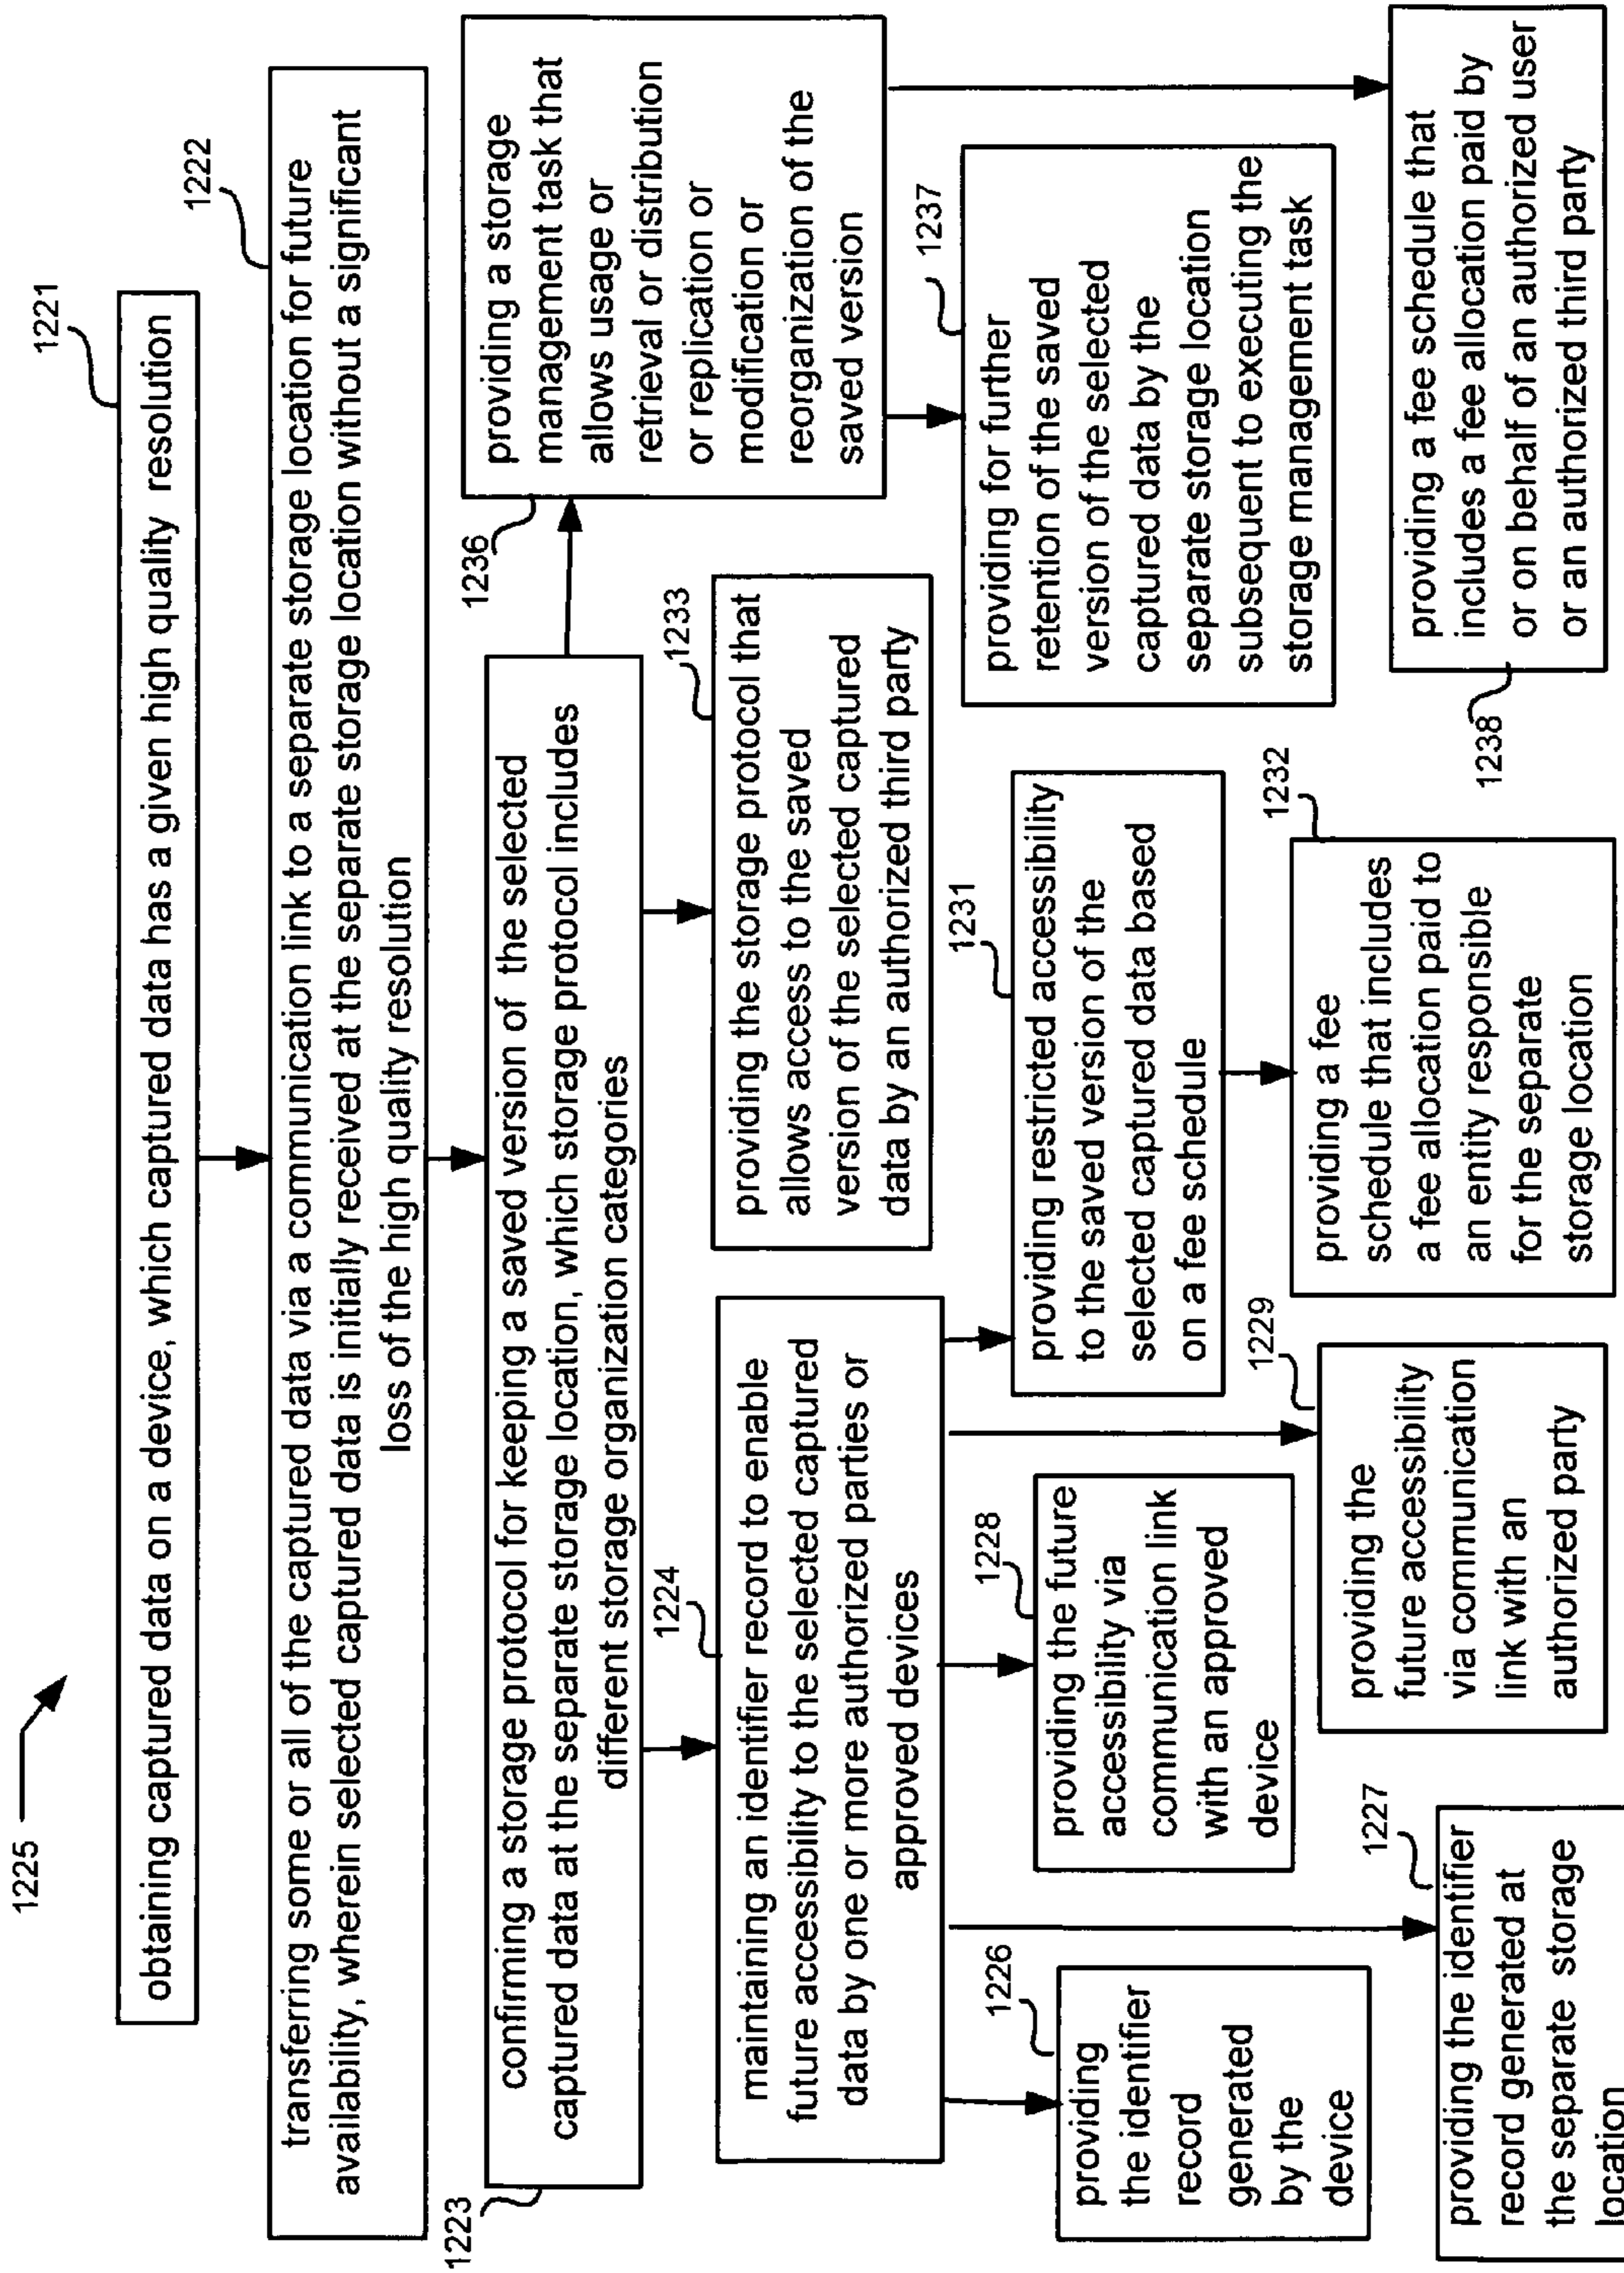 1225
1221
obtaining captured data on a device, which captured data has a given high quality resolution
1222
transferring some or all of the captured data via a communication link to a separate storage location for future
availability, wherein selected captured data is initially received at the separate storage location without a significant
loss of the high quality resolution
1223
confirming a storage protocol for keeping a saved version of the selected
captured data at the separate storage location, which storage protocol includes
different storage organization categories
1236
providing a storage
management task that
allows usage or
retrieval or distribution
or replication or
modification or
reorganization of the
saved version
1224
maintaining an identifier record to enable
future accessibility to the selected captured
data by one or more authorized parties or
approved devices
1233
providing the storage protocol that
allows access to the saved
version of the selected captured
data by an authorized third party
1237
providing for further
retention of the saved
version of the selected
captured data by the
separate storage location
subsequent to executing the
storage management task
1226
providing
the identifier
record
generated
by the
device
1228
providing the future
accessibility via
communication link
with an approved
device
1231
providing restricted accessibility
to the saved version of the
selected captured data based
on a fee schedule
1227
providing the identifier
record generated at
the separate storage
location
1229
providing the
future accessibility
via communication
link with an
authorized party
1232
providing a fee
schedule that includes
a fee allocation paid to
an entity responsible
for the separate
storage location
1238
providing a fee schedule that
includes a fee allocation paid by
or on behalf of an authorized user
or an authorized third party